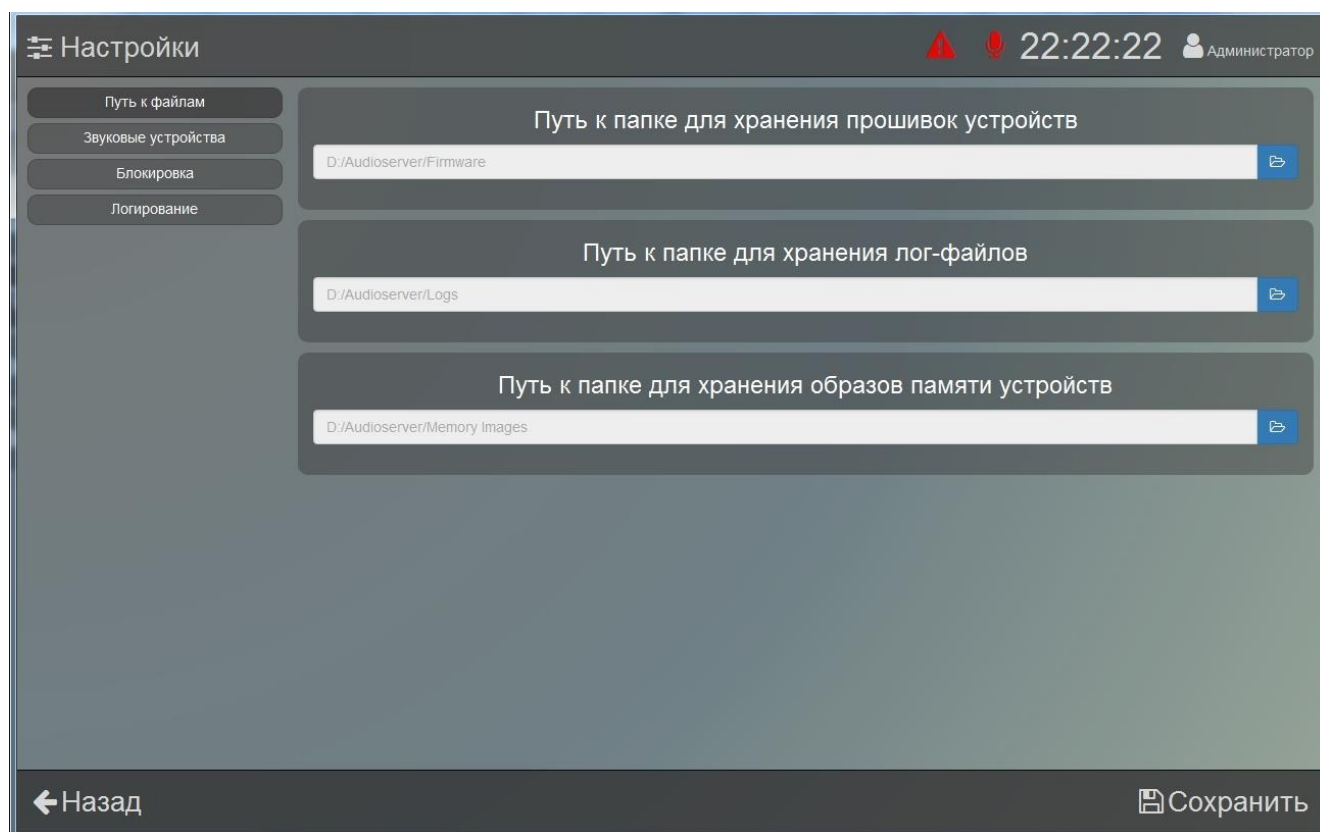 Настройки
22:22:22
Администратор
Путь к файлам
Звуковые устройства
Блокировка
Логирование
Путь к папке для хранения прошивок устройств
D:/Audioserver/Firmware
Путь к папке для хранения лог-файлов
D:/Audioserver/Logs
Путь к папке для хранения образов памяти устройств
D:/Audioserver/Memory Images
Назад
Сохранить